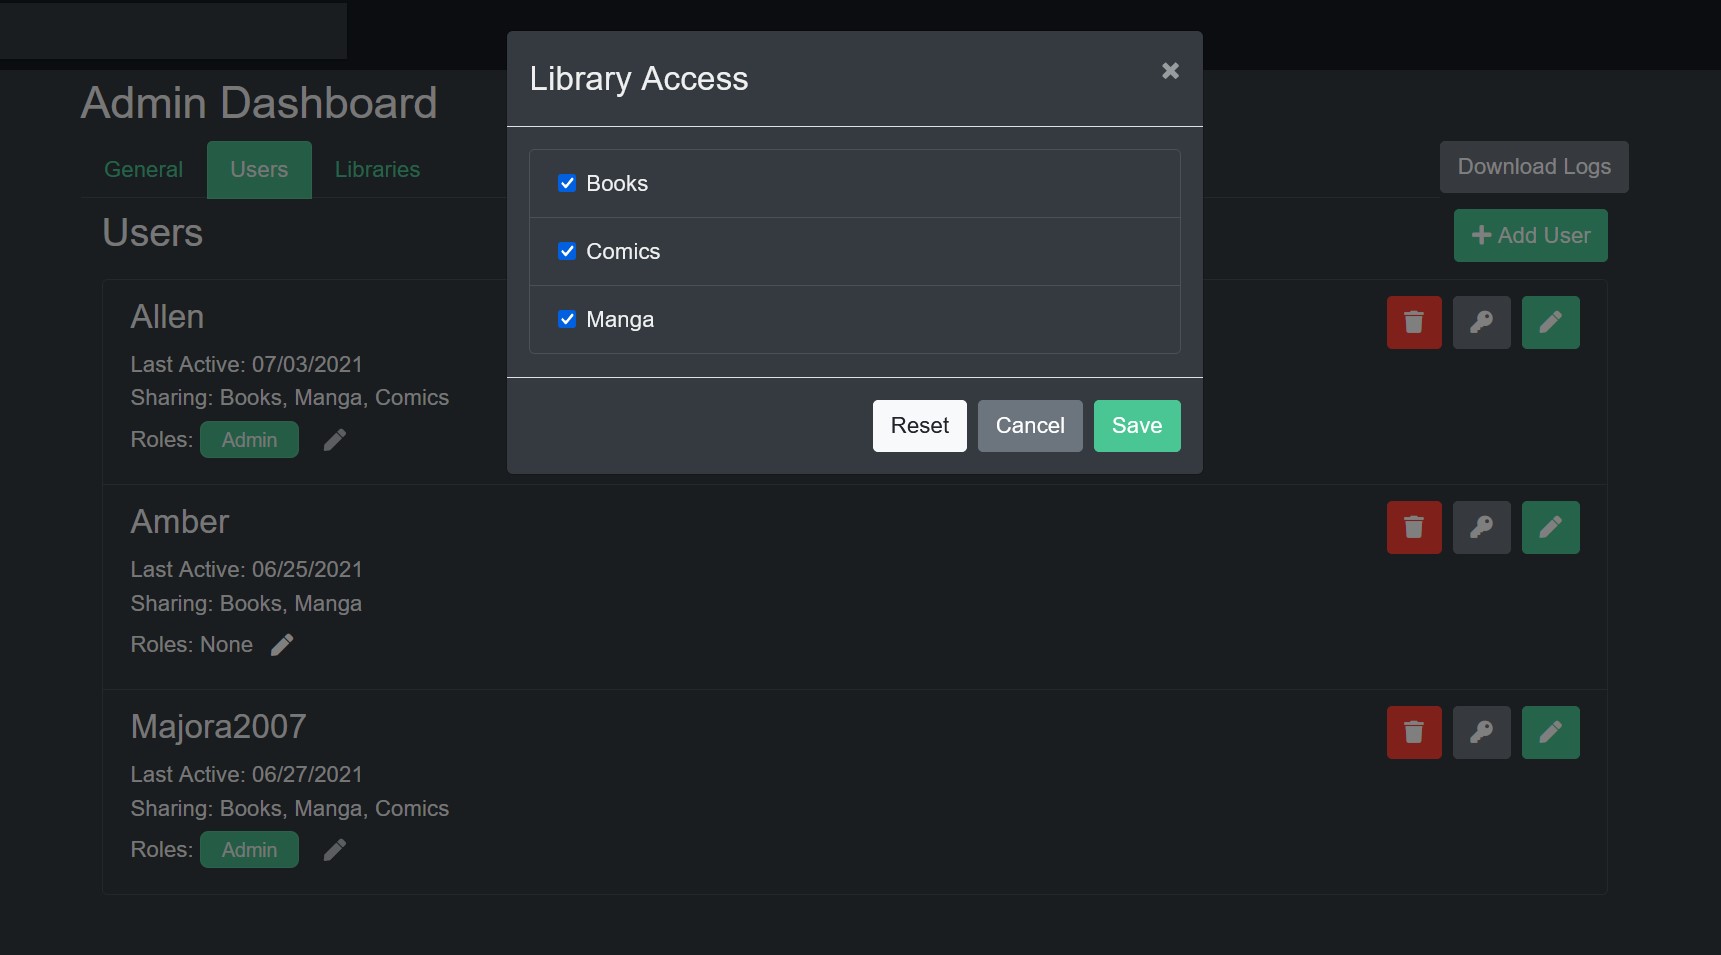 Library Access
Books
Comics
Manga
Reset Cancel Save
Admin Dashboard
General Users Libraries
Download Logs
Users
Add User
Allen
Last Active: 07/03/2021
Sharing: Books, Manga, Comics
Roles: Admin
Amber
Last Active: 06/25/2021
Sharing: Books, Manga
Roles: None
Majora2007
Last Active: 06/27/2021
Sharing: Books, Manga, Comics
Roles: Admin